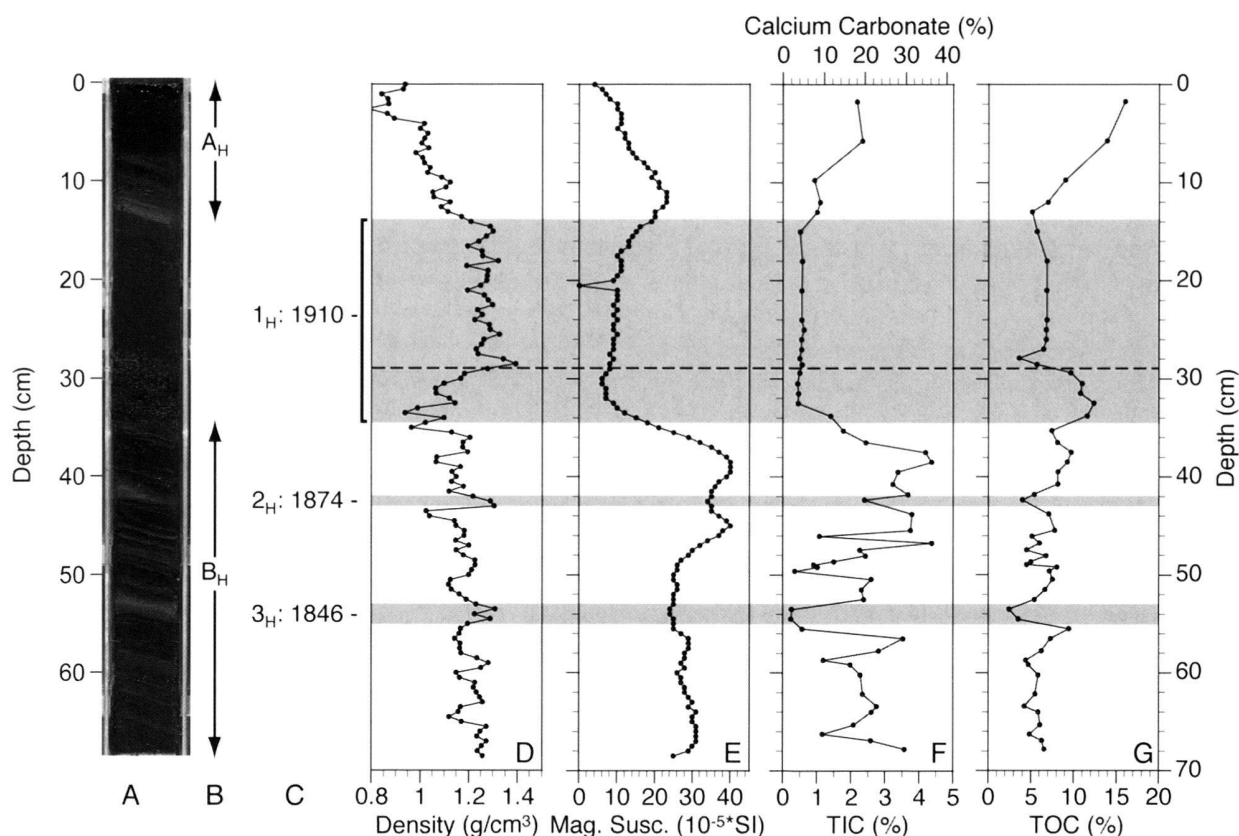 Calcium Carbonate (%)
0 10 20 30 40
0
10
20
30
40
50
60
Depth (cm)
A_H
1_H: 1910 -
2_H: 1874 -
B_H
3_H: 1846 -
D
E
F
G
0
10
20
30
40
50
60
70
Depth (cm)
A B C
0.8 1 1.2 1.4
0 10 20 30 40
0 1 2 3 4 5
0 5 10 15 20
Density (g/cm³)
Mag. Susc. (10⁻⁵*SI)
TIC (%)
TOC (%)